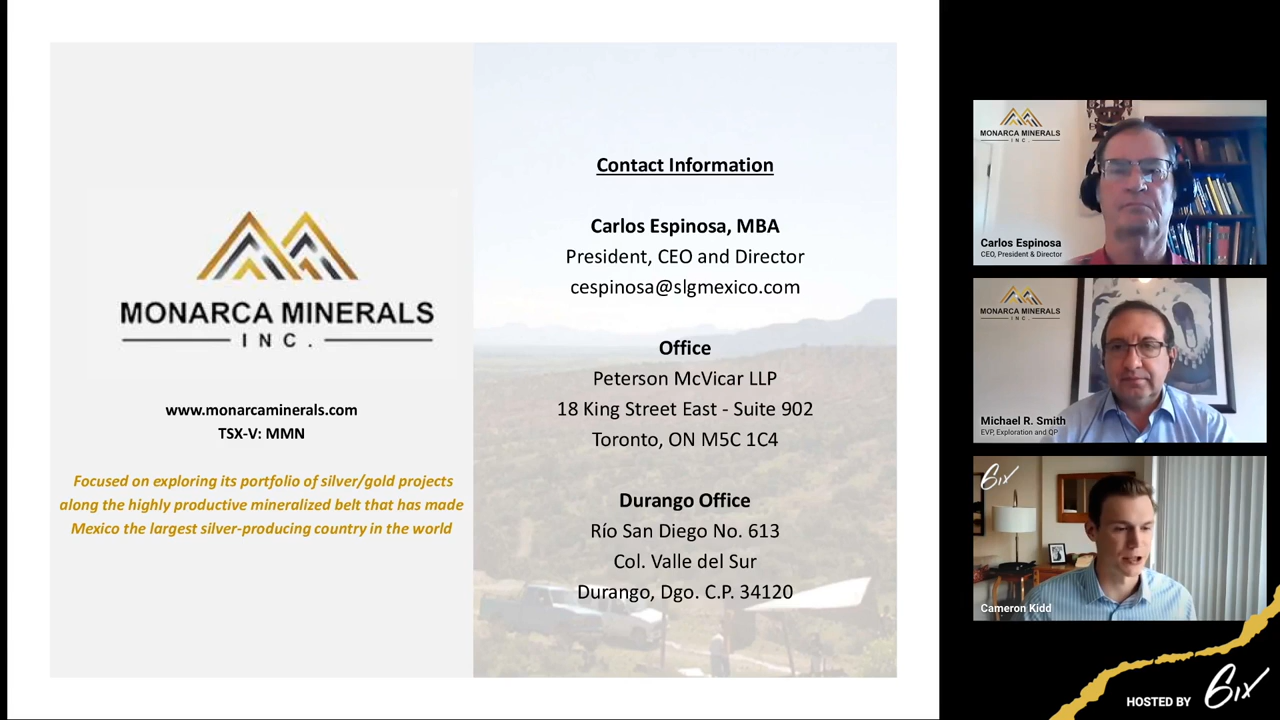 MONARCA MINERALS
INC.
www.monarcaminerals.com
TSX-V: MMN
Focused on exploring its portfolio of silver/gold projects
along the highly productive mineralized belt that has made
Mexico the largest silver-producing country in the world
Contact Information
Carlos Espinosa, MBA
President, CEO and Director
cespinosa@slgmexico.com
Office
Peterson McVicar LLP
18 King Street East - Suite 902
Toronto, ON M5C 1C4
Durango Office
Río San Diego No. 613
Col. Valle del Sur
Durango, Dgo. C.P. 34120
MONARCA MINERALS
INC.
Carlos Espinosa
CEO, President & Director
MONARCA MINERALS
INC.
Michael R. Smith
EVP, Exploration and QP
6ix
Cameron Kidd
HOSTED BY 6ix